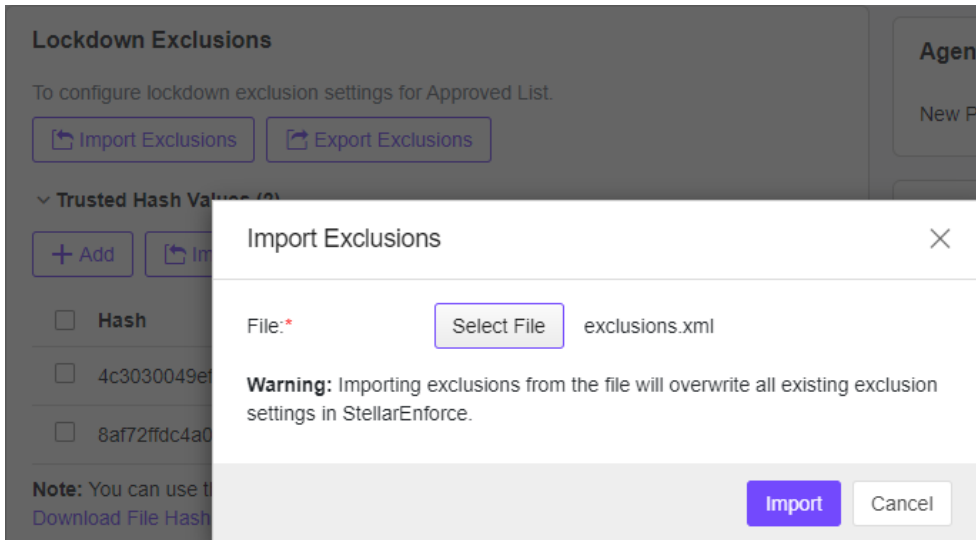 Lockdown Exclusions
Agen
To configure lockdown exclusion settings for Approved List.
New P
Import Exclusions
Export Exclusions
Trusted Hash Values (2)
+ Add
Im
Import Exclusions
Hash
File:*
Select File
exclusions.xml
4c3030049ef
Warning: Importing exclusions from the file will overwrite all existing exclusion
settings in StellarEnforce.
8af72ffdc4a0
Note: You can use t
Download File Hash
Import
Cancel